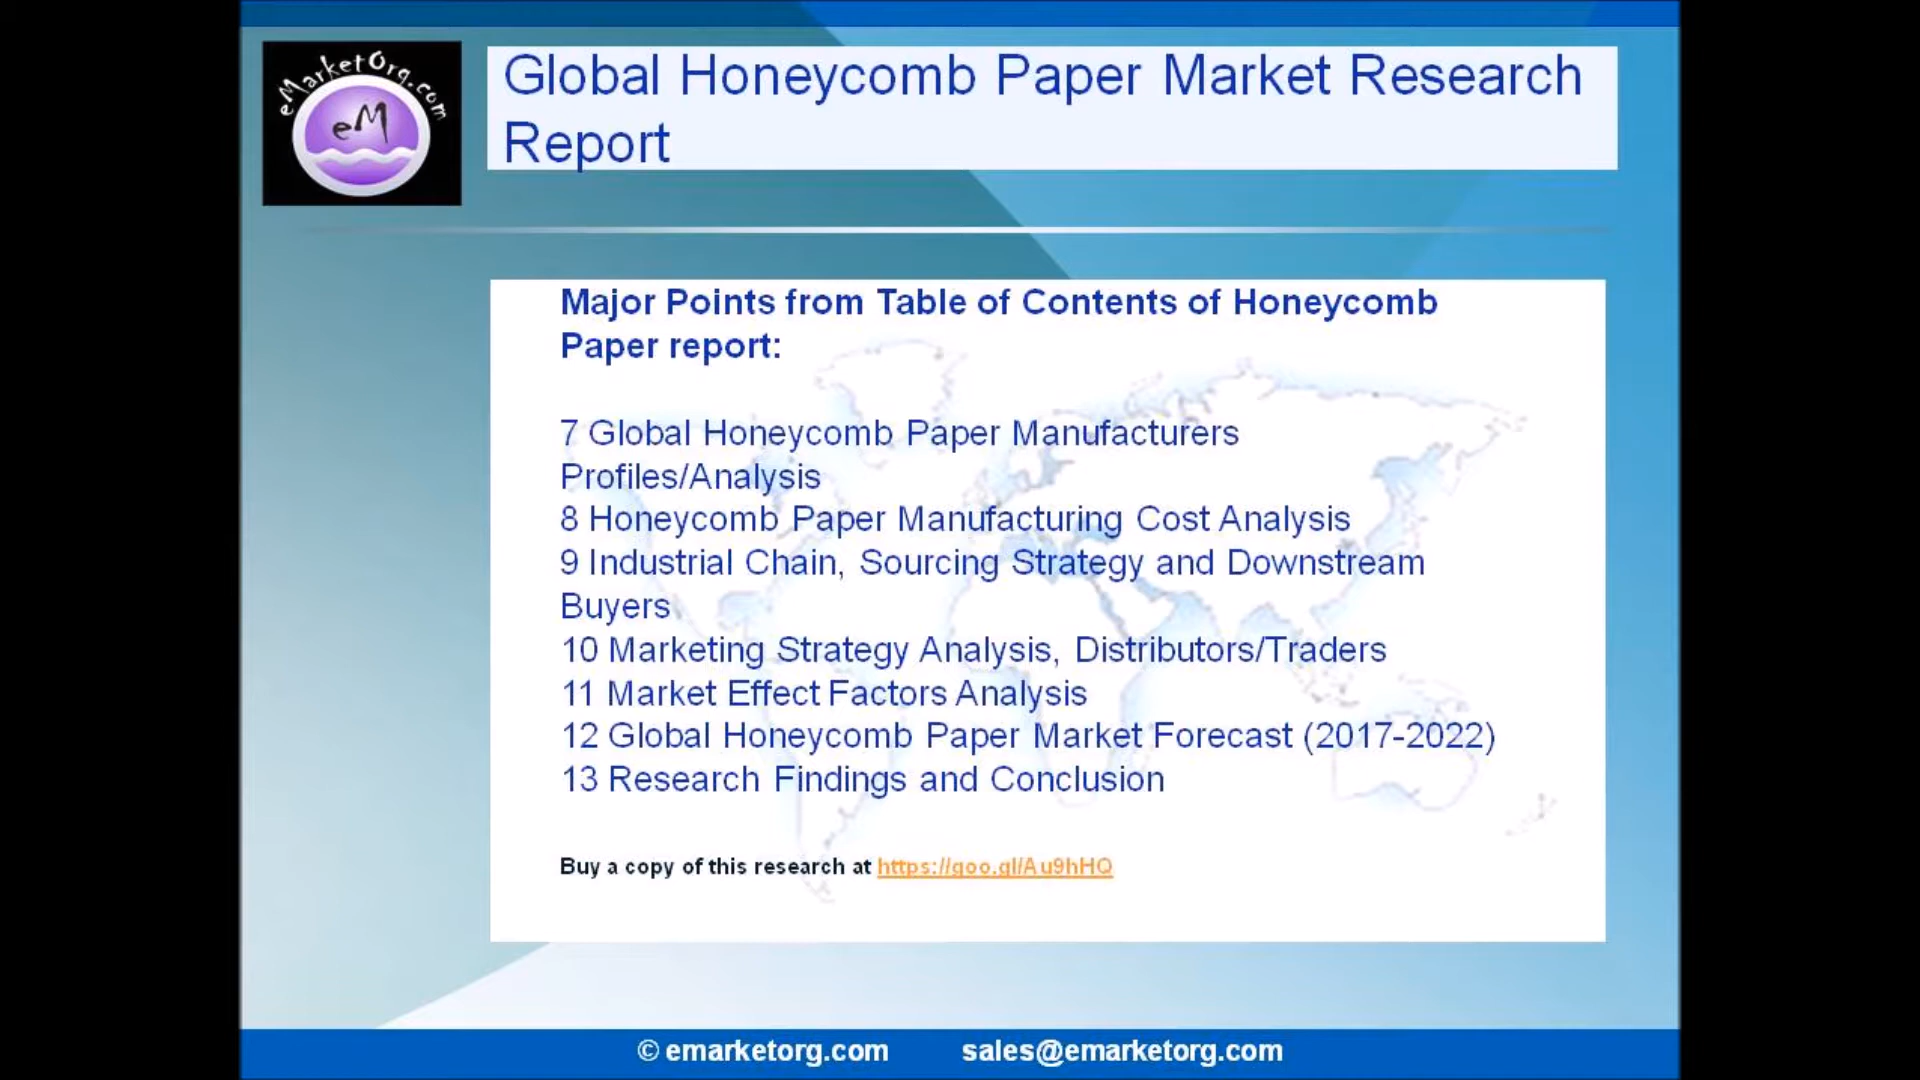 eMarketOrg.com
eM
Global Honeycomb Paper Market Research
Report
Major Points from Table of Contents of Honeycomb
Paper report:
7 Global Honeycomb Paper Manufacturers
Profiles/Analysis
8 Honeycomb Paper Manufacturing Cost Analysis
9 Industrial Chain, Sourcing Strategy and Downstream
Buyers
10 Marketing Strategy Analysis, Distributors/Traders
11 Market Effect Factors Analysis
12 Global Honeycomb Paper Market Forecast (2017-2022)
13 Research Findings and Conclusion
Buy a copy of this research at https://goo.gl/Au9hHQ
© emarketorg.com sales@emarketorg.com